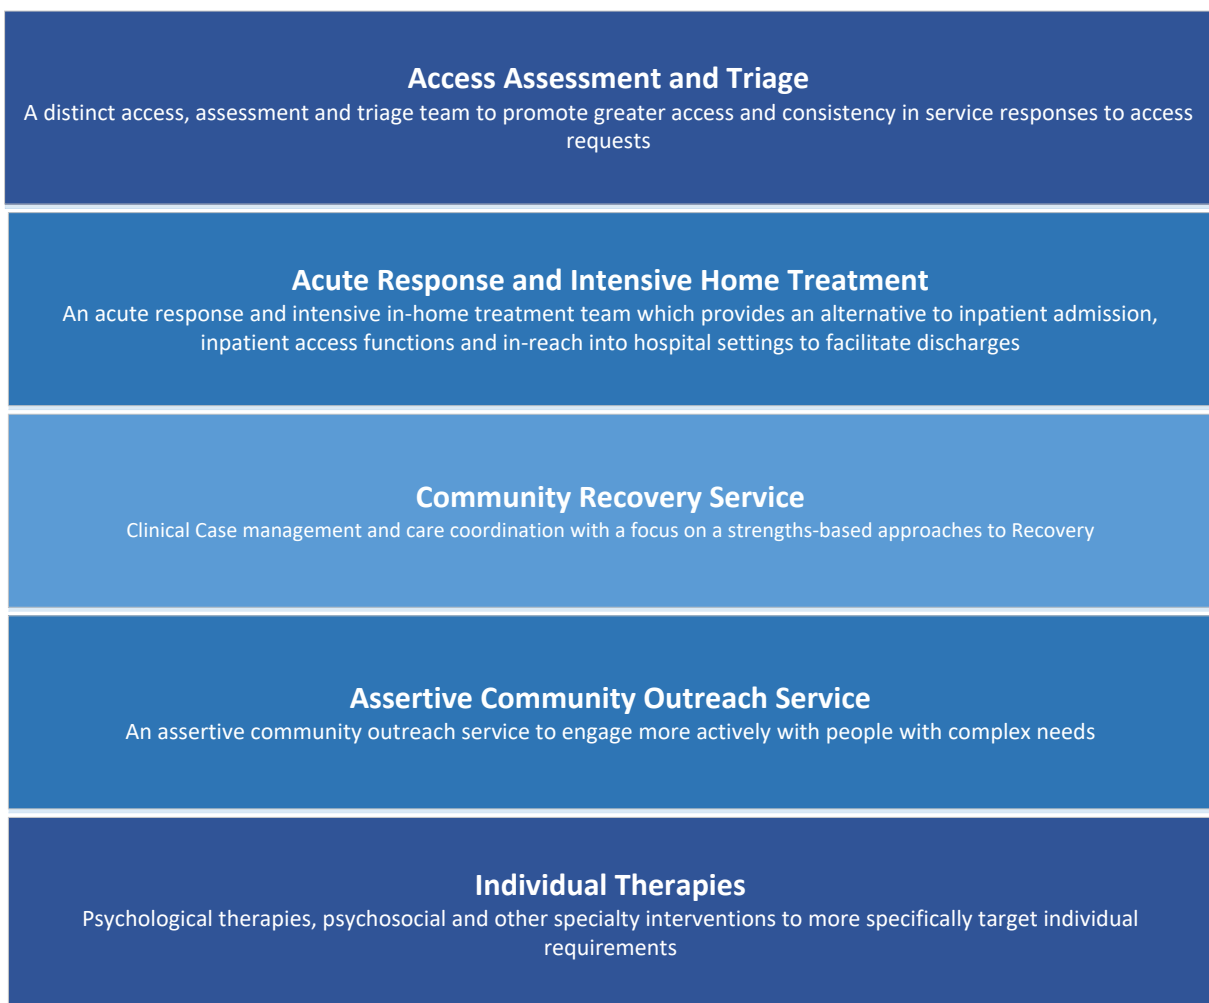 Access Assessment and Triage
A distinct access, assessment and triage team to promote greater access and consistency in service responses to access
requests
Acute Response and Intensive Home Treatment
An acute response and intensive in-home treatment team which provides an alternative to inpatient admission,
inpatient access functions and in-reach into hospital settings to facilitate discharges
Community Recovery Service
Clinical Case management and care coordination with a focus on a strengths-based approaches to Recovery
Assertive Community Outreach Service
An assertive community outreach service to engage more actively with people with complex needs
Individual Therapies
Psychological therapies, psychosocial and other specialty interventions to more specifically target individual
requirements